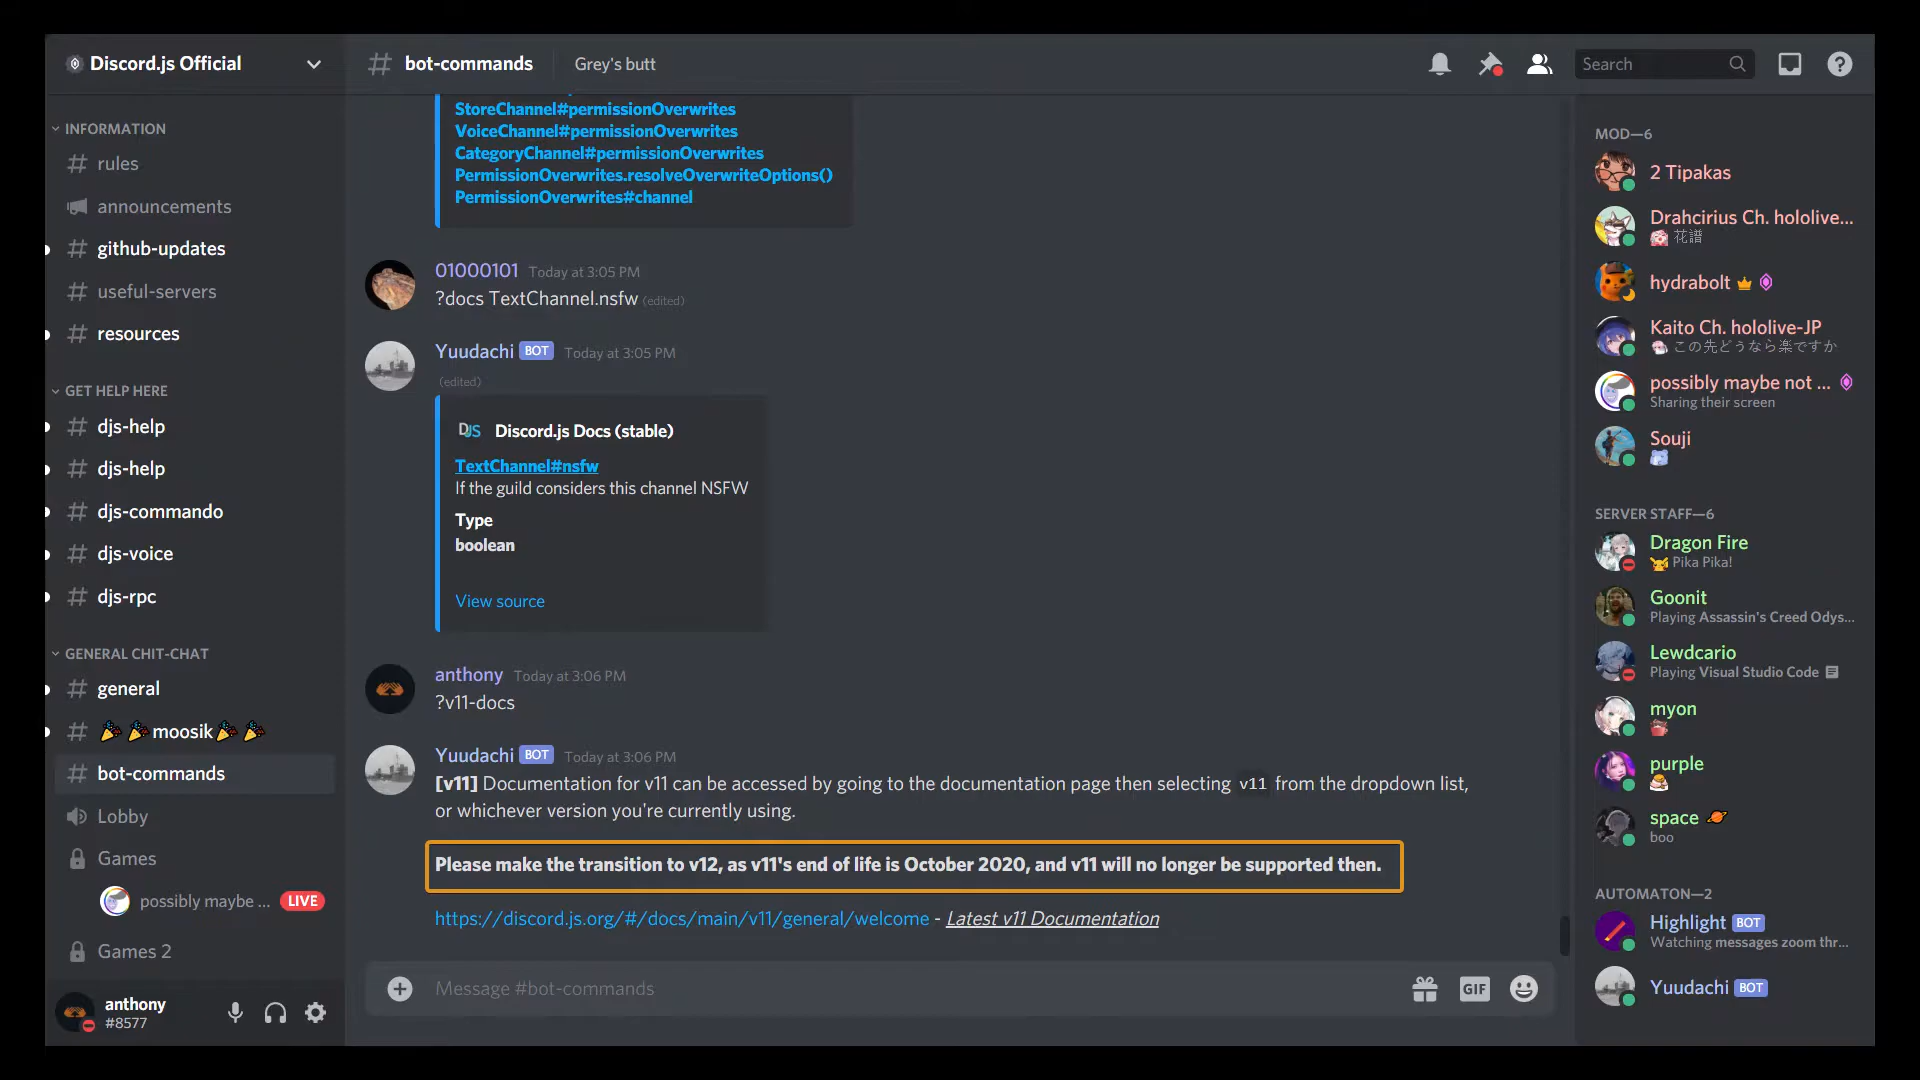 Discord.js Official
INFORMATION
rules
announcements
github-updates
useful-servers
resources
GET HELP HERE
djs-help
djs-help
djs-commando
djs-voice
djs-rpc
GENERAL CHIT-CHAT
general
moosik
bot-commands
Lobby
Games
possibly maybe ... LIVE
Games 2
anthony
#8577
bot-commands Grey's butt
StoreChannel#permissionOverwrites
VoiceChannel#permissionOverwrites
CategoryChannel#permissionOverwrites
PermissionOverwrites.resolveOverwriteOptions()
PermissionOverwrites#channel
01000101 Today at 3:05 PM
?docs TextChannel.nsfw (edited)
Yuudachi BOT Today at 3:05 PM
(edited)
DJS Discord.js Docs (stable)
TextChannel#nsfw
If the guild considers this channel NSFW
Type
boolean
View source
anthony Today at 3:06 PM
?v11-docs
Yuudachi BOT Today at 3:06 PM
[v11] Documentation for v11 can be accessed by going to the documentation page then selecting v11 from the dropdown list,
or whichever version you're currently using.
Please make the transition to v12, as v11's end of life is October 2020, and v11 will no longer be supported then.
https://discord.js.org/#/docs/main/v11/general/welcome - Latest v11 Documentation
Message #bot-commands
GIF
Search
MOD—6
2 Tipakas
Drahcirius Ch. hololive...
花譜
hydrabolt
Kaito Ch. hololive-JP
この先どうなら楽ですか
possibly maybe not ...
Sharing their screen
Souji
SERVER STAFF—6
Dragon Fire
Pika Pika!
Goonit
Playing Assassin's Creed Odys...
Lewdcario
Playing Visual Studio Code
myon
purple
space
boo
AUTOMATON—2
Highlight BOT
Watching messages zoom thr...
Yuudachi BOT